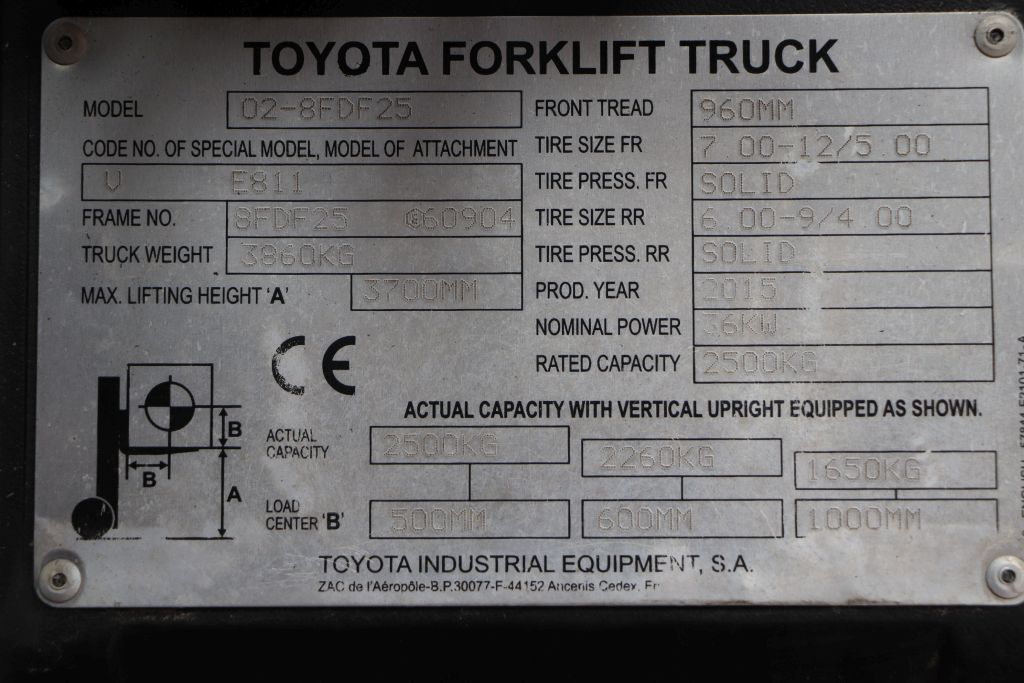 TOYOTA FORKLIFT TRUCK
MODEL 02-8FDF25
CODE NO. OF SPECIAL MODEL, MODEL OF ATTACHMENT
V E811
FRAME NO. 8FDF25 60904
TRUCK WEIGHT 3860KG
MAX. LIFTING HEIGHT 'A' 3700MM
FRONT TREAD 960MM
TIRE SIZE FR 7.00-12/5.00
TIRE PRESS. FR SOLID
TIRE SIZE RR 6.00-9/4.00
TIRE PRESS. RR SOLID
PROD. YEAR 2015
NOMINAL POWER 36KW
RATED CAPACITY 2500KG
CE
ACTUAL CAPACITY WITH VERTICAL UPRIGHT EQUIPPED AS SHOWN.
B
B
A
ACTUAL CAPACITY 2500KG 2260KG 1650KG
LOAD CENTER 'B' 500MM 600MM 1000MM
TOYOTA INDUSTRIAL EQUIPMENT, S.A.
ZAC de l'Aéropôle-B.P.30077-F-44152 Ancenis Cedex, Fr